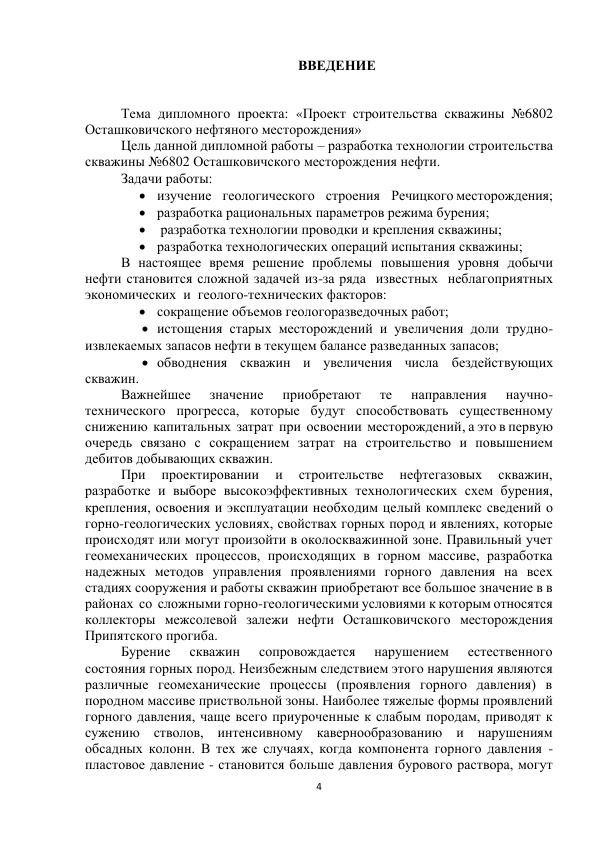 ВВЕДЕНИЕ
Тема дипломного проекта: «Проект строительства скважины №6802
Осташковичского нефтяного месторождения»
Цель данной дипломной работы – разработка технологии строительства
скважины №6802 Осташковичского месторождения нефти.
Задачи работы:
• изучение геологического строения Речицкого месторождения;
• разработка рациональных параметров режима бурения;
• разработка технологии проводки и крепления скважины;
• разработка технологических операций испытания скважины;
В настоящее время решение проблемы повышения уровня добычи
нефти становится сложной задачей из-за ряда известных неблагоприятных
экономических и геолого-технических факторов:
• сокращение объемов геологоразведочных работ;
• истощения старых месторождений и увеличения доли трудно-
извлекаемых запасов нефти в текущем балансе разведанных запасов;
• обводнения скважин и увеличения числа бездействующих
скважин.
Важнейшее значение приобретают те направления научно-
технического прогресса, которые будут способствовать существенному
снижению капитальных затрат при освоении месторождений, а это в первую
очередь связано с сокращением затрат на строительство и повышением
дебитов добывающих скважин.
При проектировании и строительстве нефтегазовых скважин,
разработке и выборе высокоэффективных технологических схем бурения,
крепления, освоения и эксплуатации необходим целый комплекс сведений о
горно-геологических условиях, свойствах горных пород и явлениях, которые
происходят или могут произойти в околоскважинной зоне. Правильный учет
геомеханических процессов, происходящих в горном массиве, разработка
надежных методов управления проявлениями горного давления на всех
стадиях сооружения и работы скважин приобретают все большое значение в в
районах со сложными горно-геологическими условиями к которым относятся
коллекторы межсолевой залежи нефти Осташковичского месторождения
Припятского прогиба.
Бурение скважин сопровождается нарушением естественного
состояния горных пород. Неизбежным следствием этого нарушения являются
различные геомеханические процессы (проявления горного давления) в
породном массиве приствольной зоны. Наиболее тяжелые формы проявлений
горного давления, чаще всего приуроченные к слабым породам, приводят к
сужению стволов, интенсивному кавернообразованию и нарушениям
обсадных колонн. В тех же случаях, когда компонента горного давления -
пластовое давление - становится больше давления бурового раствора, могут
4